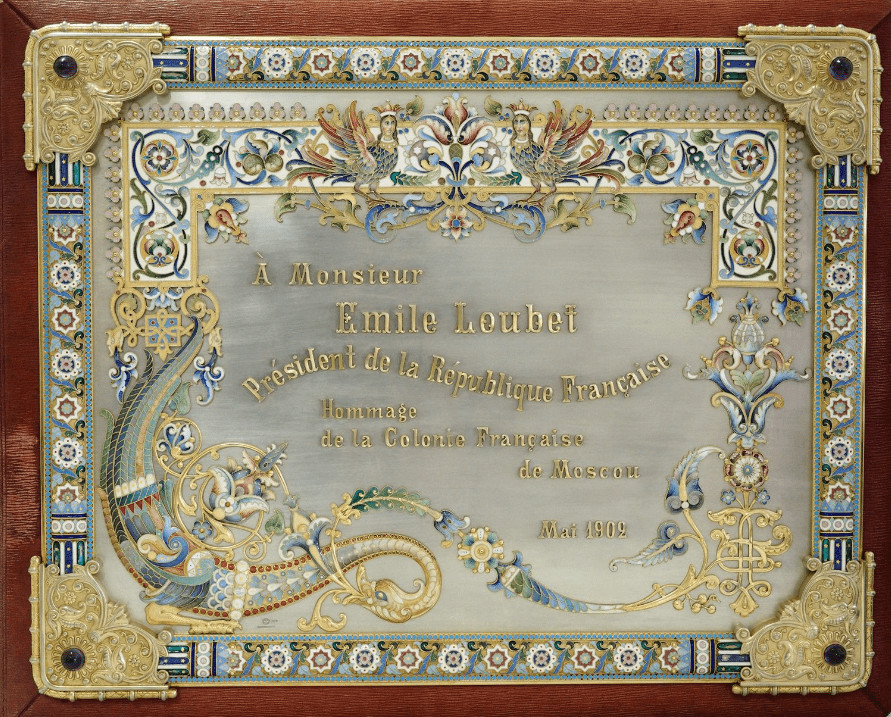 À Monsieur
Emile Loubet
Président de la République Française
Hommage
de la Colonie Française
de Moscou
Mai 1902